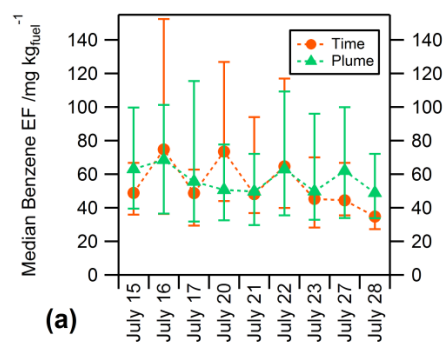 Median Benzene EF /mg kg_fuel^-1
140
120
100
80
60
40
20
0
Time
Plume
140
120
100
80
60
40
20
0
July 15
July 16
July 17
July 20
July 21
July 22
July 23
July 27
July 28
(a)